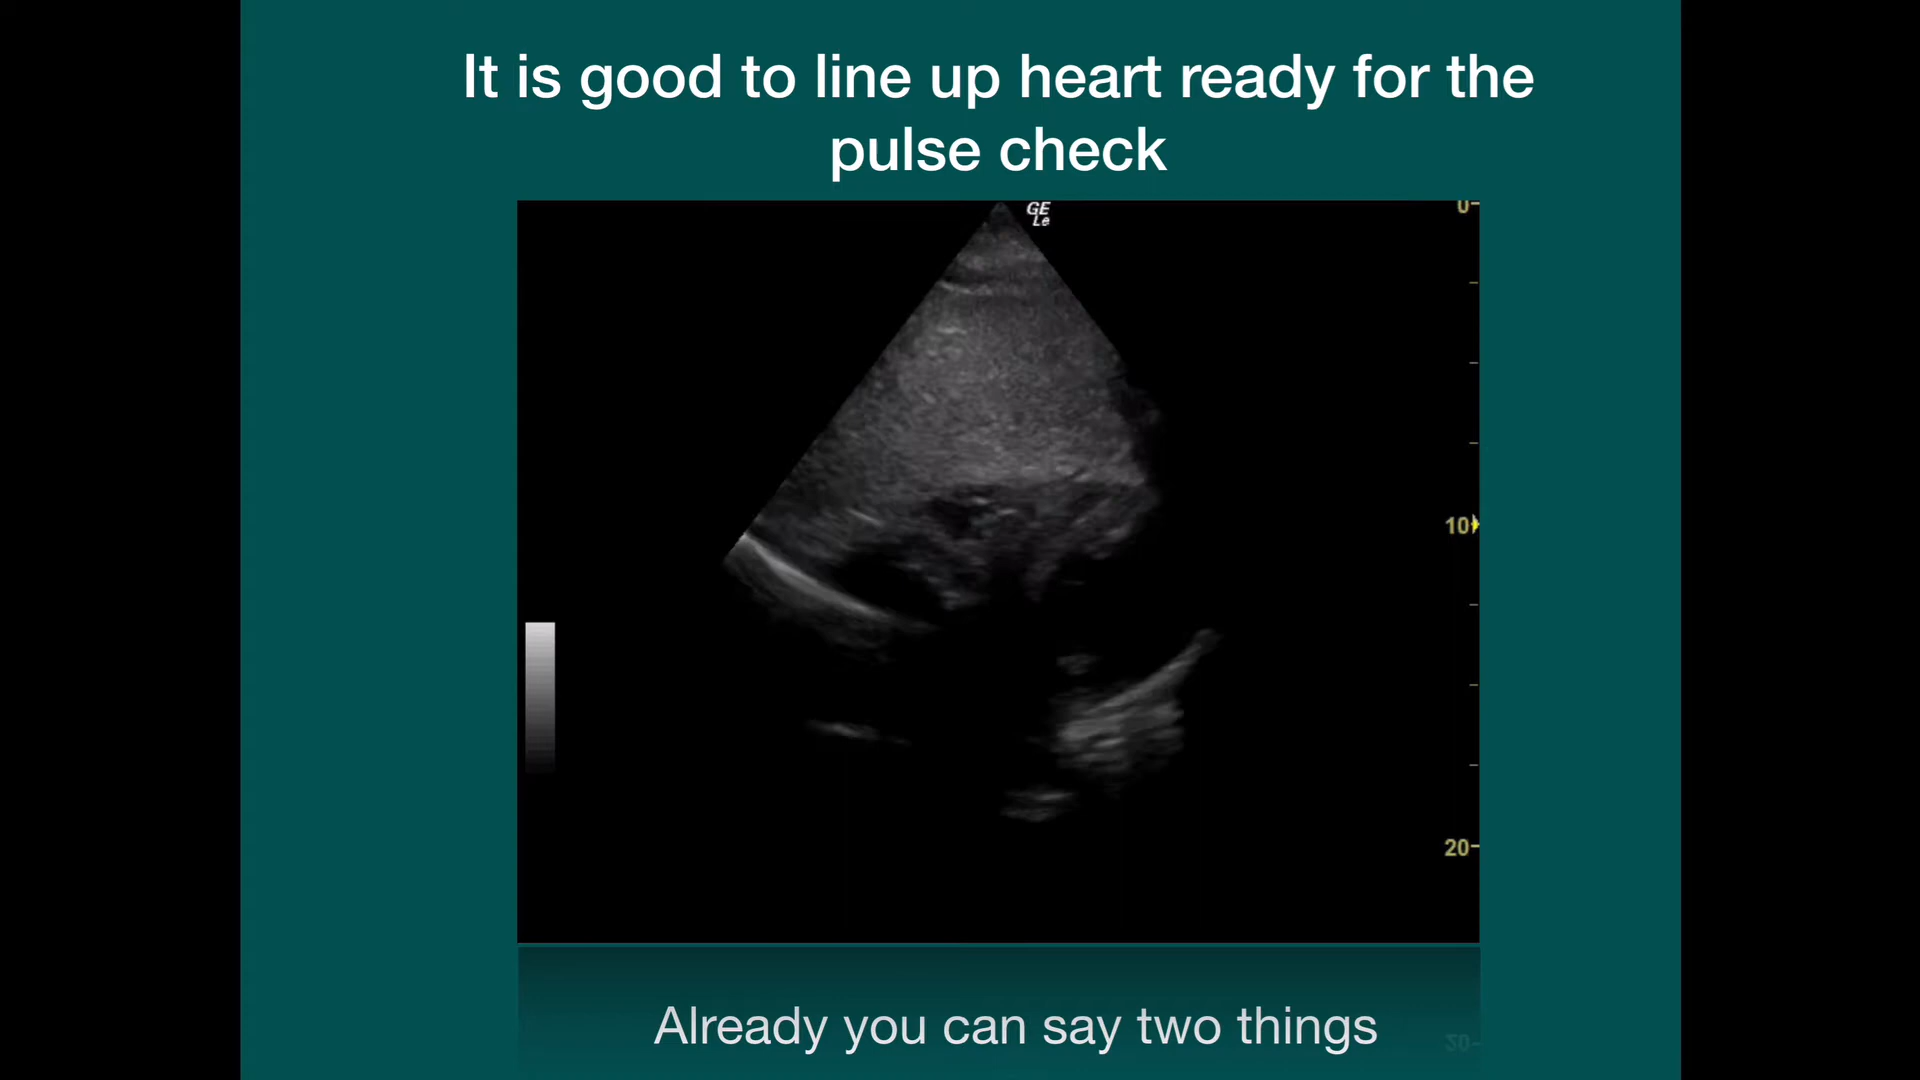 It is good to line up heart ready for the
pulse check
GE
Le
0
10
20
Already you can say two things
20